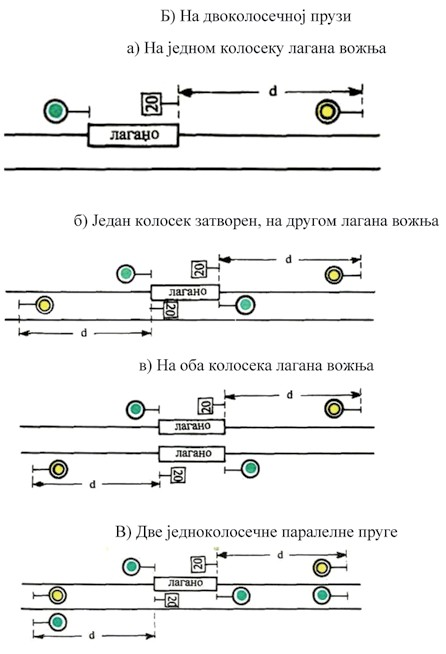 Б) На двоколосечној прузи
а) На једном колосеку лагана вожња
20 d
лагано
б) Један колосек затворен, на другом лагана вожња
20 d
лагано
20
d
в) На оба колосека лагана вожња
20 d
лагано
лагано
20
d
В) Две једноколосечне паралелне пруге
20 d
лагано
20
d